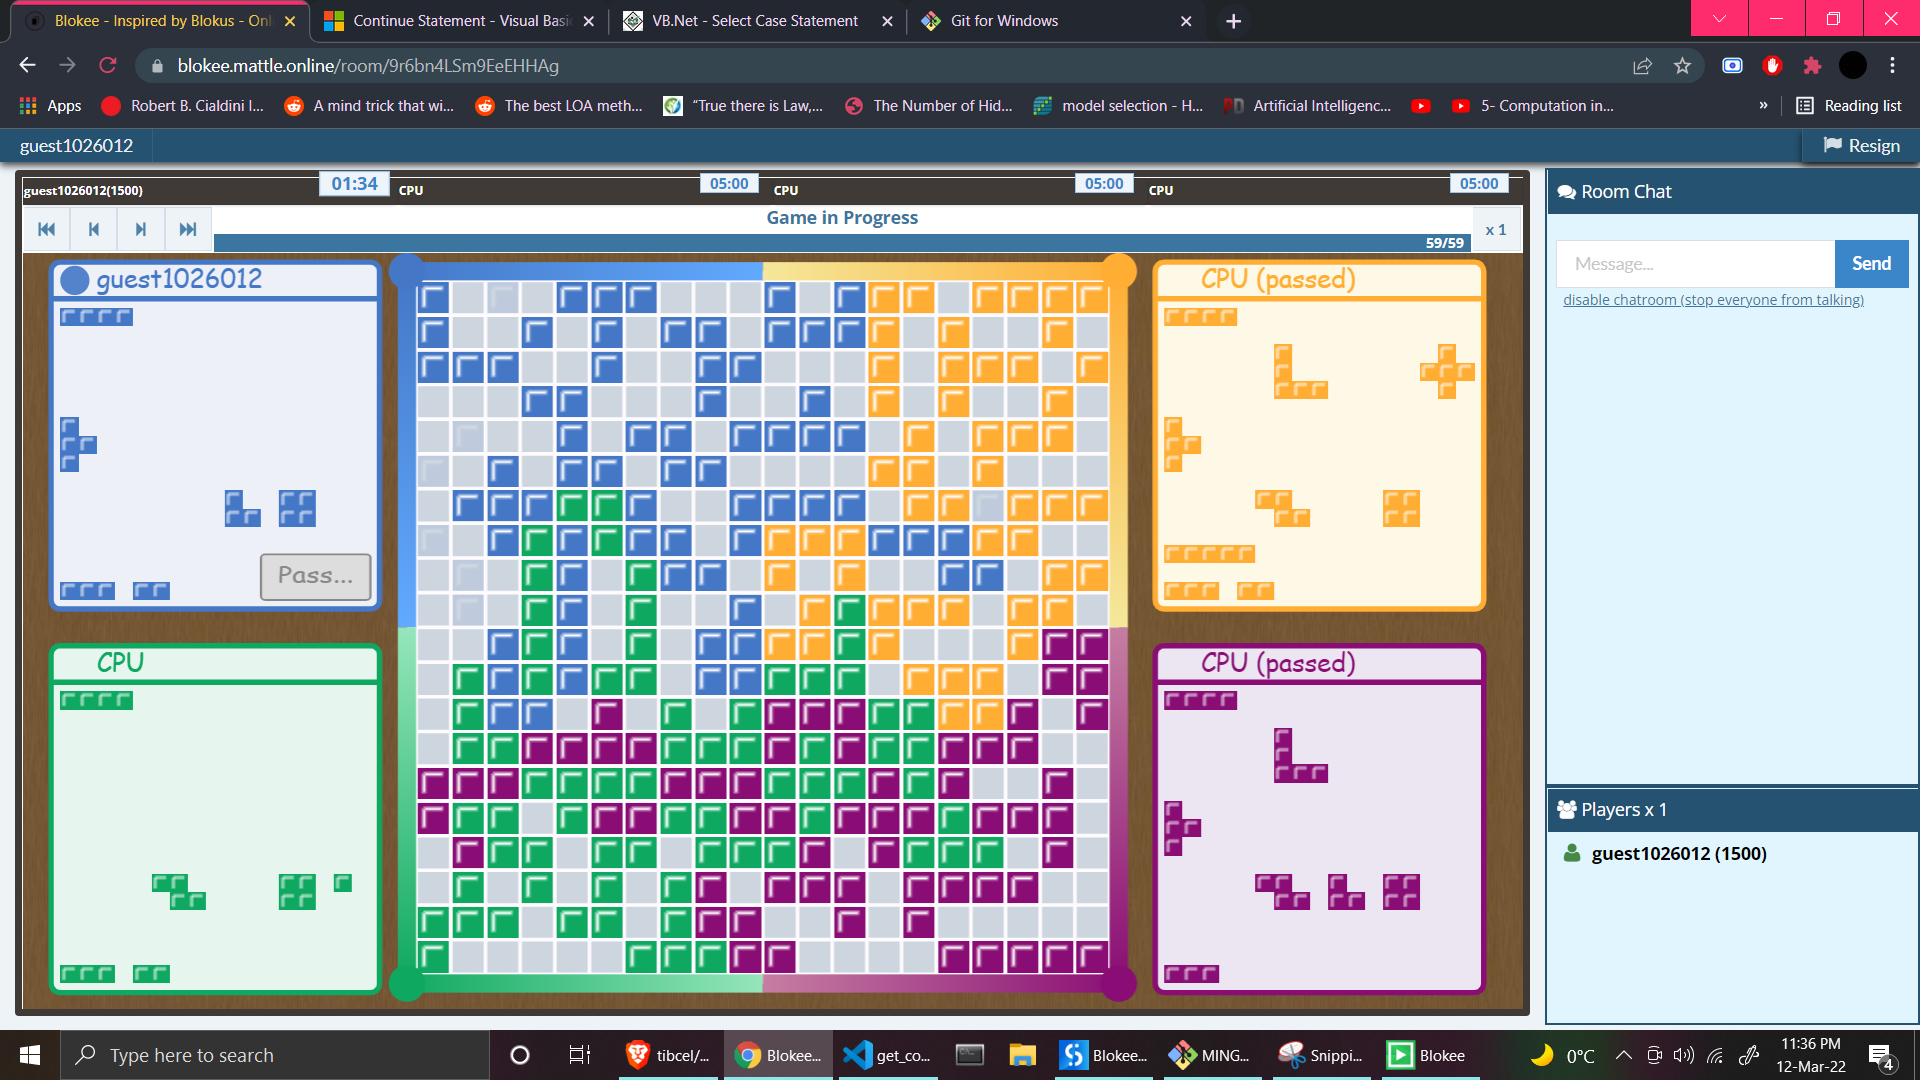 Blokee - Inspired by Blokus - Onl
Continue Statement - Visual Basi
VB.Net - Select Case Statement
Git for Windows
blokee.mattle.online/room/9r6bn4LSm9EeEHHAg
Apps
Robert B. Cialdini I...
A mind trick that wi...
The best LOA meth...
“True there is Law,...
The Number of Hid...
model selection - H...
Artificial Intelligenc...
5- Computation in...
»
Reading list
guest1026012
Resign
guest1026012(1500)
01:34
CPU
05:00
CPU
05:00
CPU
05:00
Game in Progress
59/59
x 1
guest1026012
Pass...
CPU
CPU (passed)
CPU (passed)
Room Chat
Message...
Send
disable chatroom (stop everyone from talking)
Players x 1
guest1026012 (1500)
Type here to search
tibcel/...
Blokee...
get_co...
Blokee...
MING...
Snippi...
Blokee
0°C
11:36 PM
12-Mar-22
4